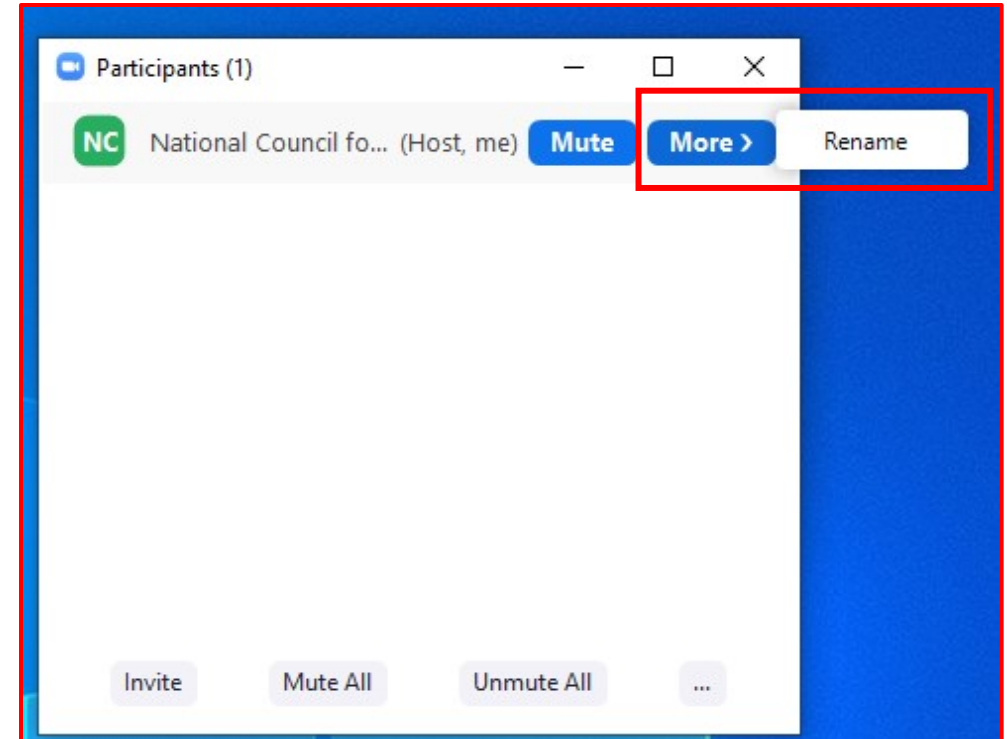 Participants (1)
NC National Council fo... (Host, me) Mute More > Rename
Invite Mute All Unmute All ...